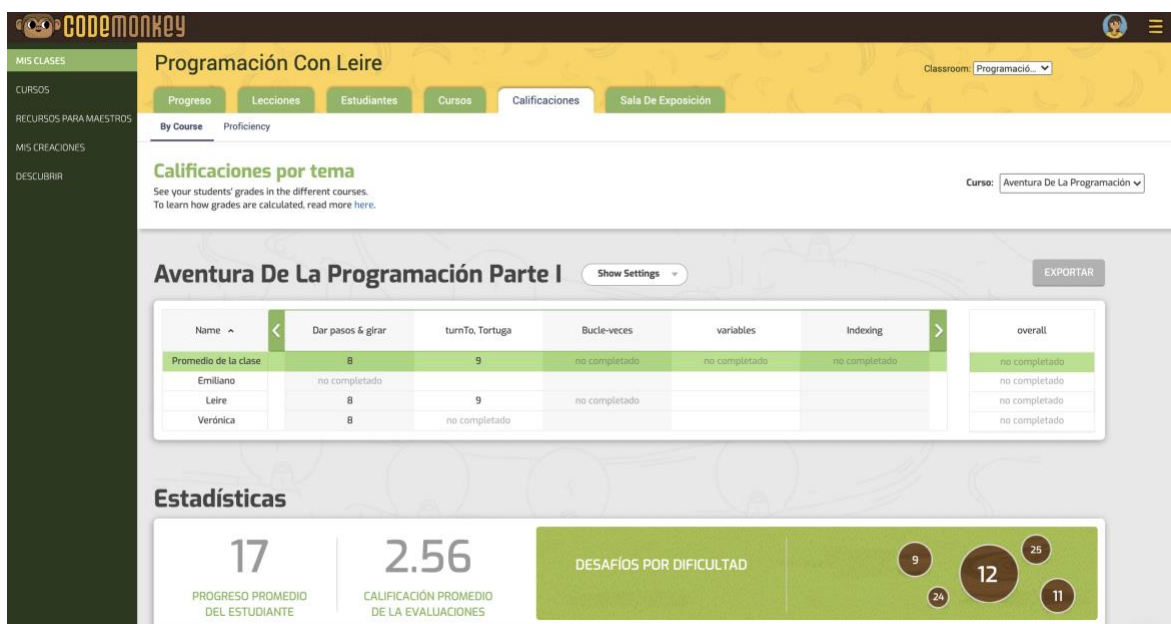 CODEMONKEY
MIS CLASES
CURSOS
RECURSOS PARA MAESTROS
MIS CREACIONES
DESCUBRIR
Programación Con Leire
Classroom: Programació...
Progreso Lecciones Estudiantes Cursos Calificaciones Sala De Exposición
By Course Proficiency
Calificaciones por tema
See your students' grades in the different courses.
To learn how grades are calculated, read more here.
Curso: Aventura De La Programación
Aventura De La Programación Parte I Show Settings EXPORTAR
Name Dar pasos & girar turnTo, Tortuga Bucle-veces variables Indexing overall
Promedio de la clase 8 9 no completado no completado no completado no completado
Emiliano no completado no completado
Leire 8 9 no completado no completado
Verónica 8 no completado no completado
Estadísticas
17
PROGRESO PROMEDIO
DEL ESTUDIANTE
2.56
CALIFICACIÓN PROMEDIO
DE LA EVALUACIONES
DESAFÍOS POR DIFICULTAD
9
24
12
25
11